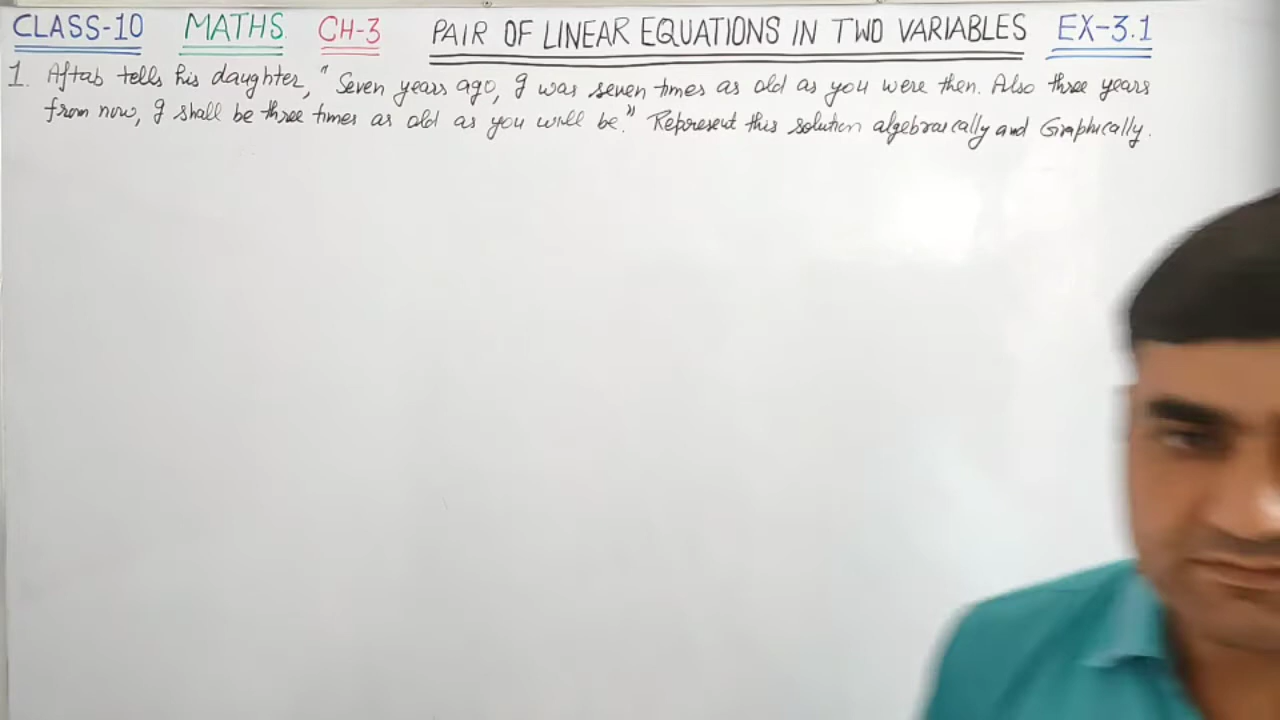 CLASS-10 MATHS CH-3 PAIR OF LINEAR EQUATIONS IN TWO VARIABLES EX-3.1
1. Aftab tells his daughter, "Seven years ago, I was seven times as old as you were then. Also three years
from now, I shall be three times as old as you will be." Represent this solution algebraically and Graphically.